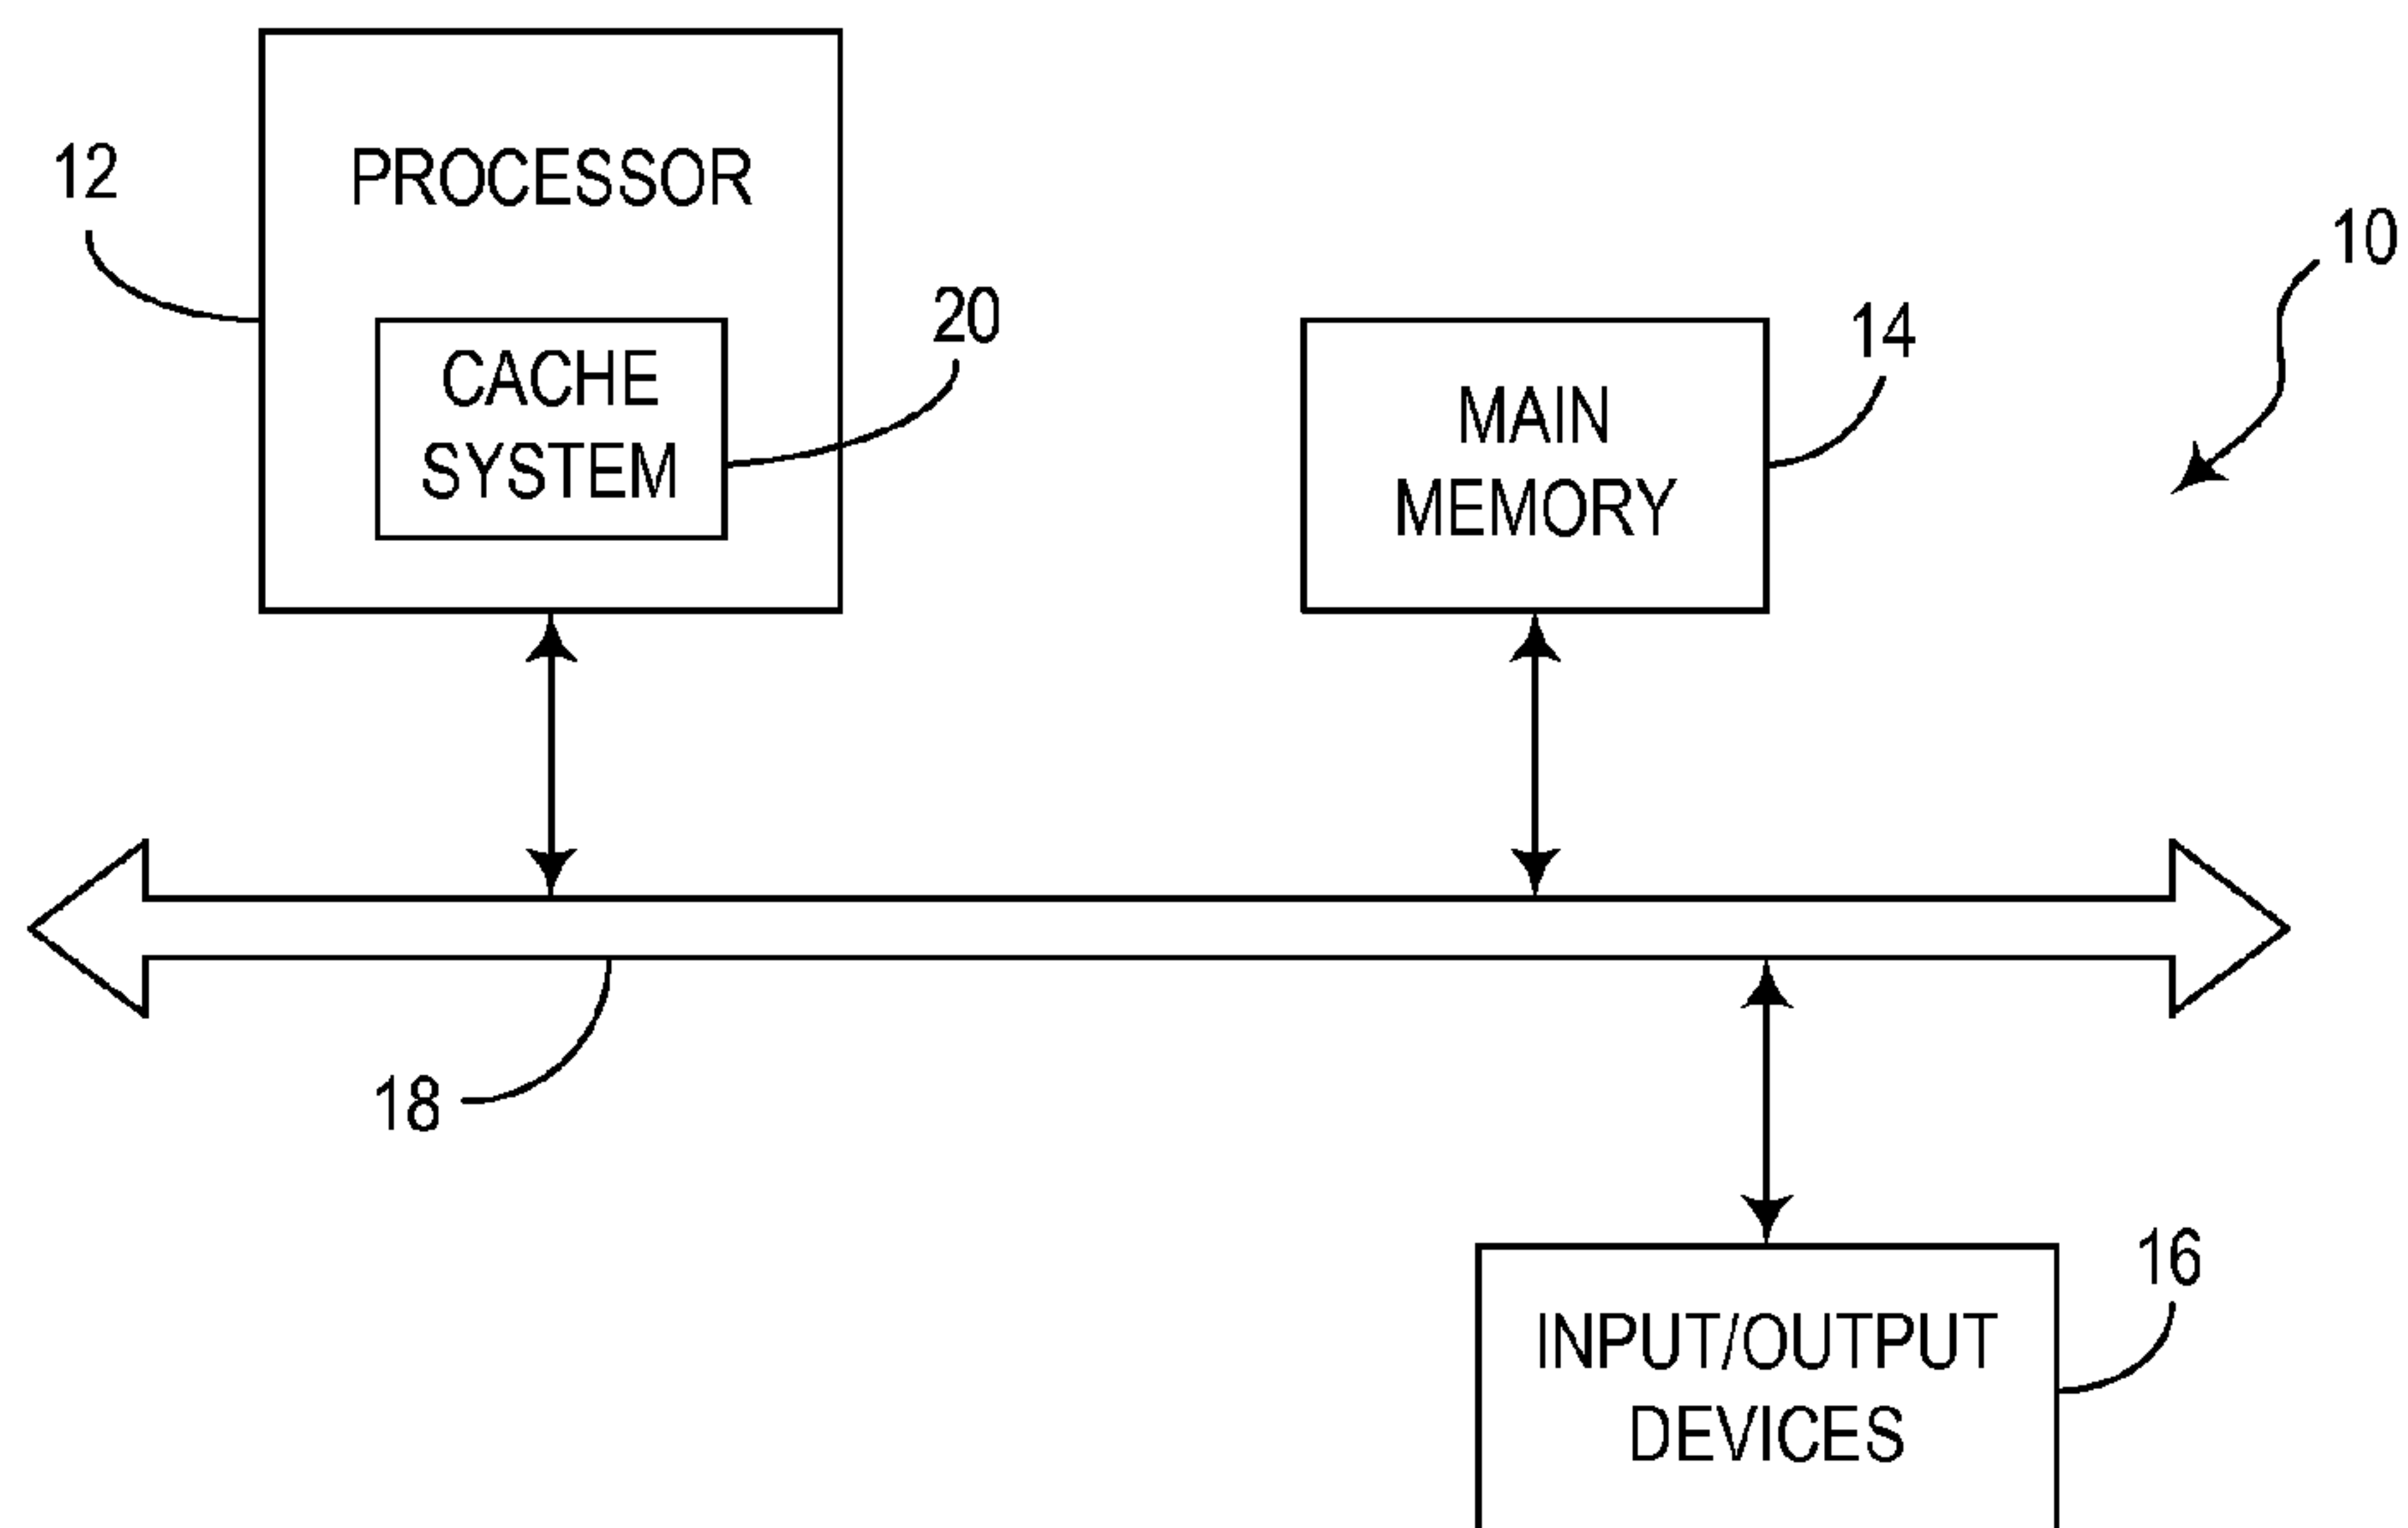 12
PROCESSOR
10
20
CACHE
SYSTEM
14
MAIN
MEMORY
18
16
INPUT/OUTPUT
DEVICES